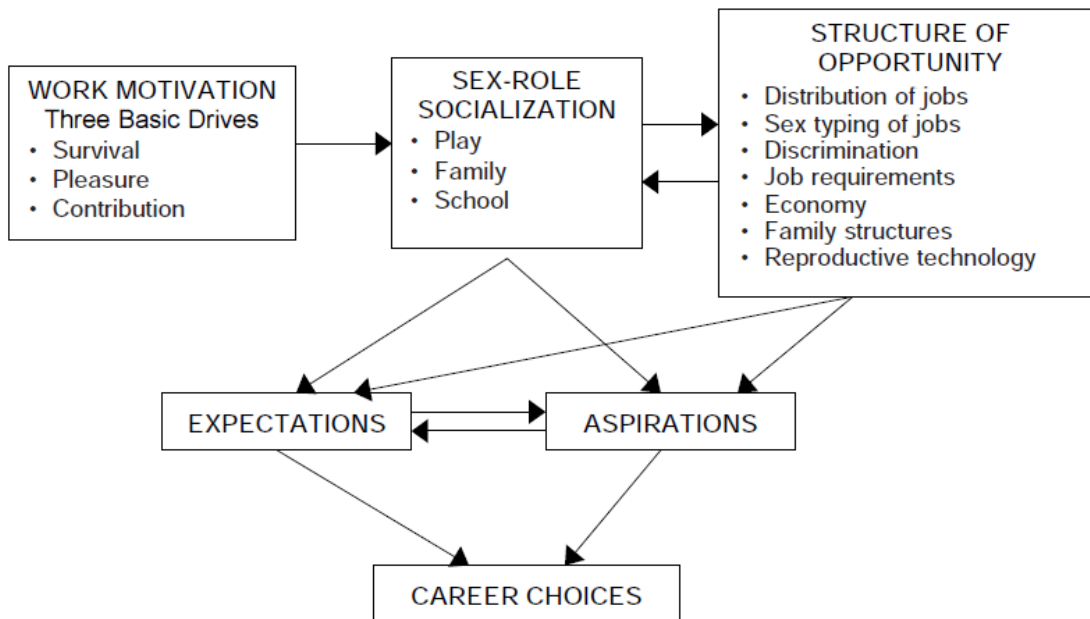 WORK MOTIVATION
Three Basic Drives
• Survival
• Pleasure
• Contribution
SEX-ROLE
SOCIALIZATION
• Play
• Family
• School
STRUCTURE OF
OPPORTUNITY
• Distribution of jobs
• Sex typing of jobs
• Discrimination
• Job requirements
• Economy
• Family structures
• Reproductive technology
EXPECTATIONS
ASPIRATIONS
CAREER CHOICES